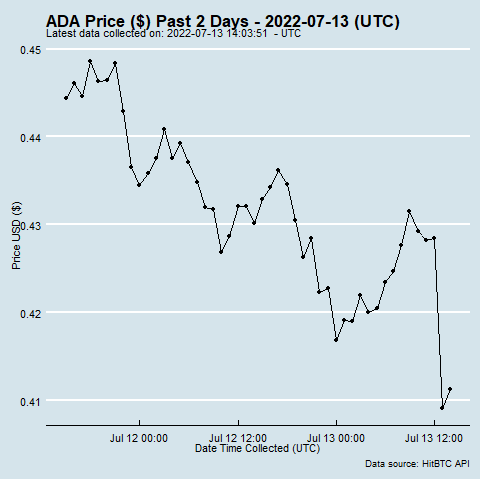 ADA Price ($) Past 2 Days - 2022-07-13 (UTC)
Latest data collected on: 2022-07-13 14:03:51  - UTC
0.45
0.44
0.43
0.42
0.41
Price USD ($)
Jul 12 00:00
Jul 12 12:00
Jul 13 00:00
Jul 13 12:00
Date Time Collected (UTC)
Data source: HitBTC API